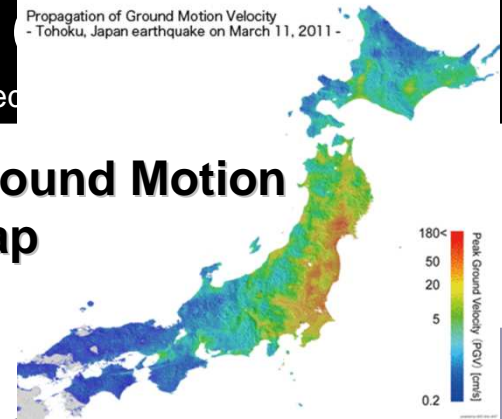 Propagation of Ground Motion Velocity
- Tohoku, Japan earthquake on March 11, 2011 -
ec
ound Motion
ap
180<
50
20
5
0.2
Peak Ground Velocity (PGV) [cm/s]